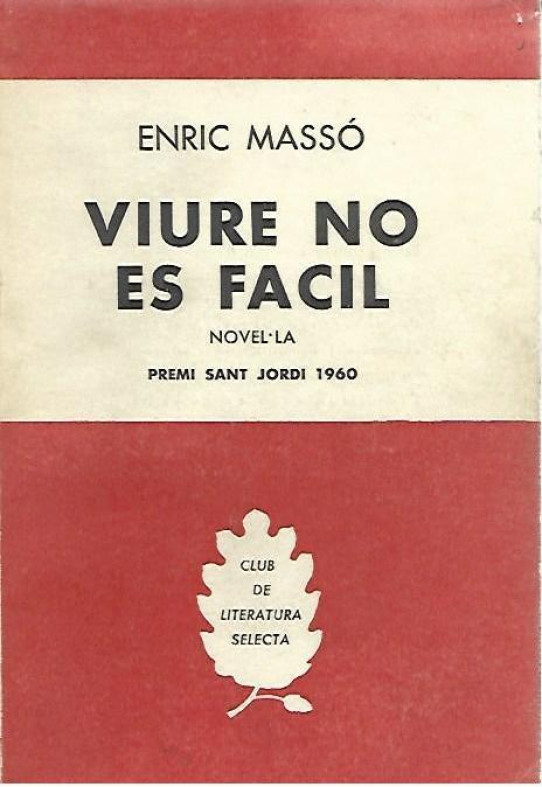 ENRIC MASSÓ
VIURE NO
ES FACIL
NOVEL·LA
PREMI SANT JORDI 1960
CLUB
DE
LITERATURA
SELECTA